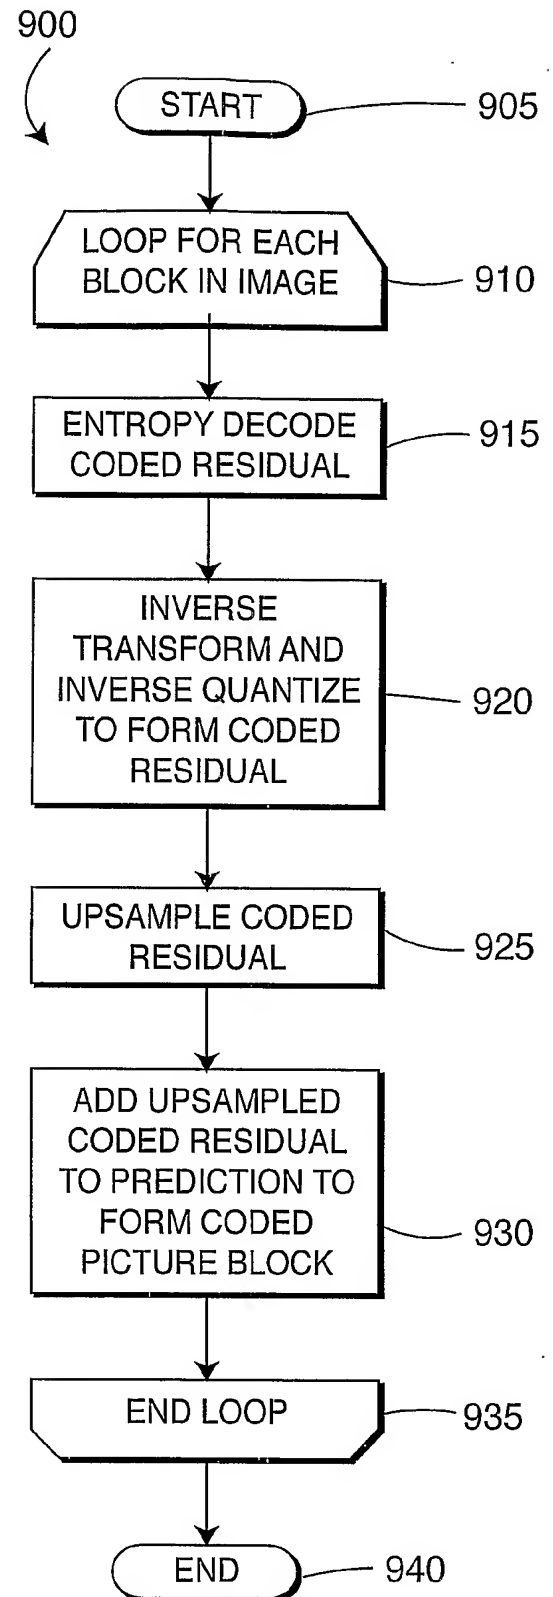 900
START
905
LOOP FOR EACH
BLOCK IN IMAGE
910
ENTROPY DECODE
CODED RESIDUAL
915
INVERSE
TRANSFORM AND
INVERSE QUANTIZE
TO FORM CODED
RESIDUAL
920
UPSAMPLE CODED
RESIDUAL
925
ADD UPSAMPLED
CODED RESIDUAL
TO PREDICTION TO
FORM CODED
PICTURE BLOCK
930
END LOOP
935
END
940